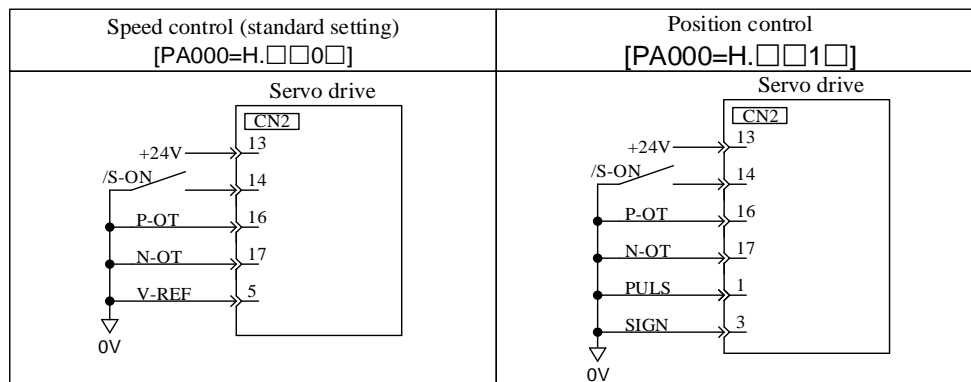 Speed control (standard setting)
[PA000=H.□□0□]
Servo drive
CN2
+24V 13
/S-ON 14
P-OT 16
N-OT 17
V-REF 5
0V
Position control
[PA000=H.□□1□]
Servo drive
CN2
+24V 13
/S-ON 14
P-OT 16
N-OT 17
PULS 1
SIGN 3
0V